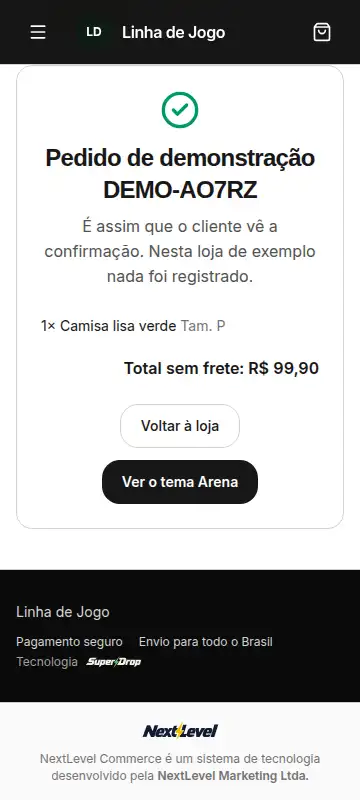 LD Linha de Jogo
Pedido de demonstração
DEMO-AO7RZ
É assim que o cliente vê a
confirmação. Nesta loja de exemplo
nada foi registrado.
1× Camisa lisa verde Tam. P
Total sem frete: R$ 99,90
Voltar à loja
Ver o tema Arena
Linha de Jogo
Pagamento seguro Envio para todo o Brasil
Tecnologia Super/Drop
NextLevel
NextLevel Commerce é um sistema de tecnologia
desenvolvido pela NextLevel Marketing Ltda.